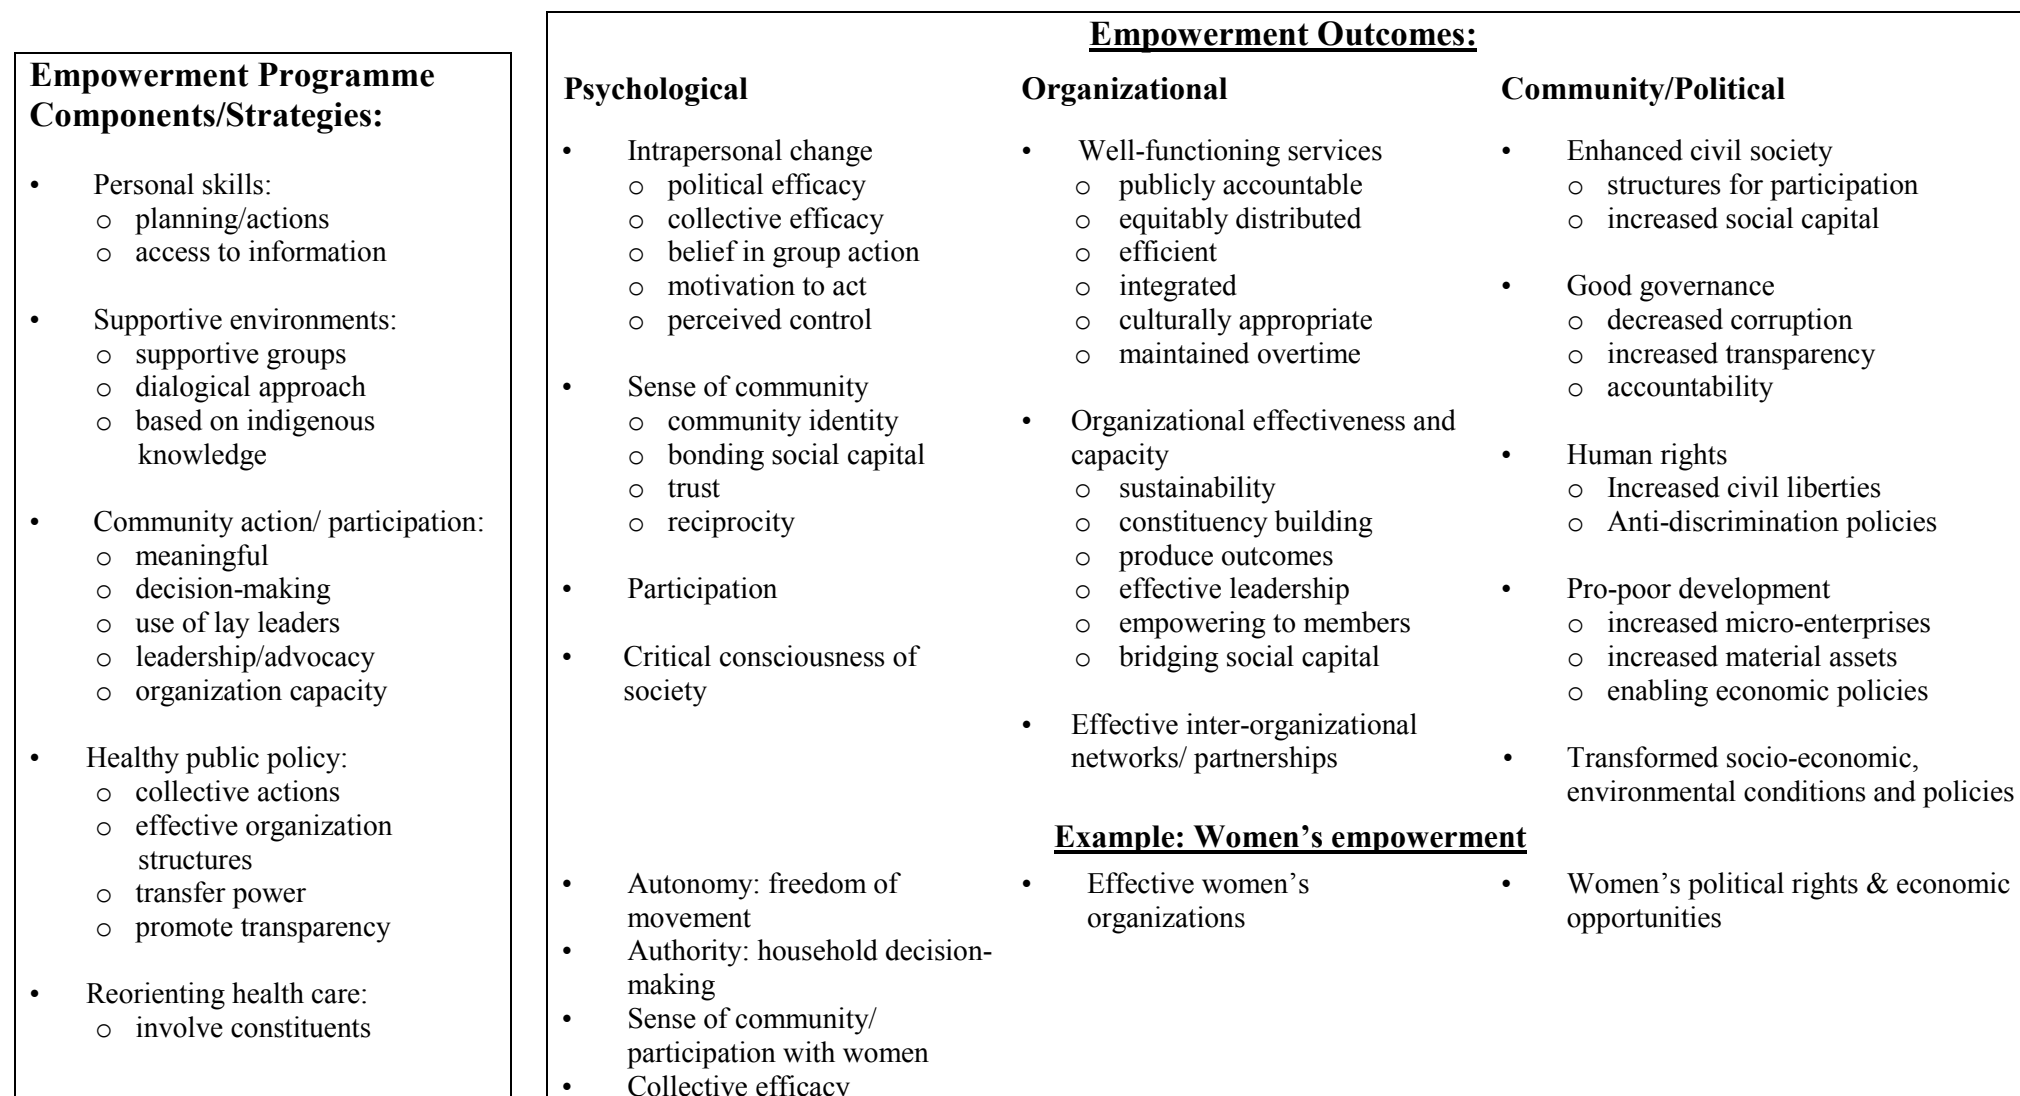 Empowerment Programme
Components/Strategies:
• Personal skills:
o planning/actions
o access to information
• Supportive environments:
o supportive groups
o dialogical approach
o based on indigenous
knowledge
• Community action/ participation:
o meaningful
o decision-making
o use of lay leaders
o leadership/advocacy
o organization capacity
• Healthy public policy:
o collective actions
o effective organization
structures
o transfer power
o promote transparency
• Reorienting health care:
o involve constituents
Empowerment Outcomes:
Psychological
• Intrapersonal change
o political efficacy
o collective efficacy
o belief in group action
o motivation to act
o perceived control
• Sense of community
o community identity
o bonding social capital
o trust
o reciprocity
• Participation
• Critical consciousness of
society
Organizational
• Well-functioning services
o publicly accountable
o equitably distributed
o efficient
o integrated
o culturally appropriate
o maintained overtime
• Organizational effectiveness and
capacity
o sustainability
o constituency building
o produce outcomes
o effective leadership
o empowering to members
o bridging social capital
• Effective inter-organizational
networks/ partnerships
Community/Political
• Enhanced civil society
o structures for participation
o increased social capital
• Good governance
o decreased corruption
o increased transparency
o accountability
• Human rights
o Increased civil liberties
o Anti-discrimination policies
• Pro-poor development
o increased micro-enterprises
o increased material assets
o enabling economic policies
• Transformed socio-economic,
environmental conditions and policies
Example: Women’s empowerment
• Autonomy: freedom of
movement
• Authority: household decision-
making
• Sense of community/
participation with women
• Collective efficacy
• Effective women’s
organizations
• Women’s political rights & economic
opportunities